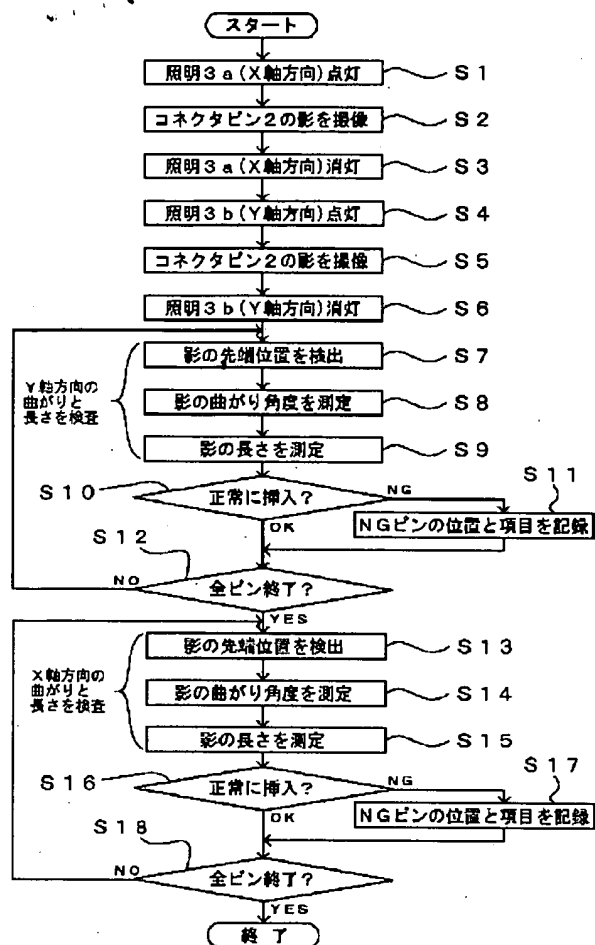 スタート
照明3a(X軸方向)点灯
S1
コネクタピン2の影を撮像
S2
照明3a(X軸方向)消灯
S3
照明3b(Y軸方向)点灯
S4
コネクタピン2の影を撮像
S5
照明3b(Y軸方向)消灯
S6
影の先端位置を検出
S7
Y軸方向の
曲がりと
長さを検査
影の曲がり角度を測定
S8
影の長さを測定
S9
S10
正常に挿入?
NG
S11
OK
NGピンの位置と項目を記録
S12
NO
全ピン終了?
YES
影の先端位置を検出
S13
X軸方向の
曲がりと
長さを検査
影の曲がり角度を測定
S14
影の長さを測定
S15
S16
正常に挿入?
NG
S17
OK
NGピンの位置と項目を記録
S18
NO
全ピン終了?
YES
終了